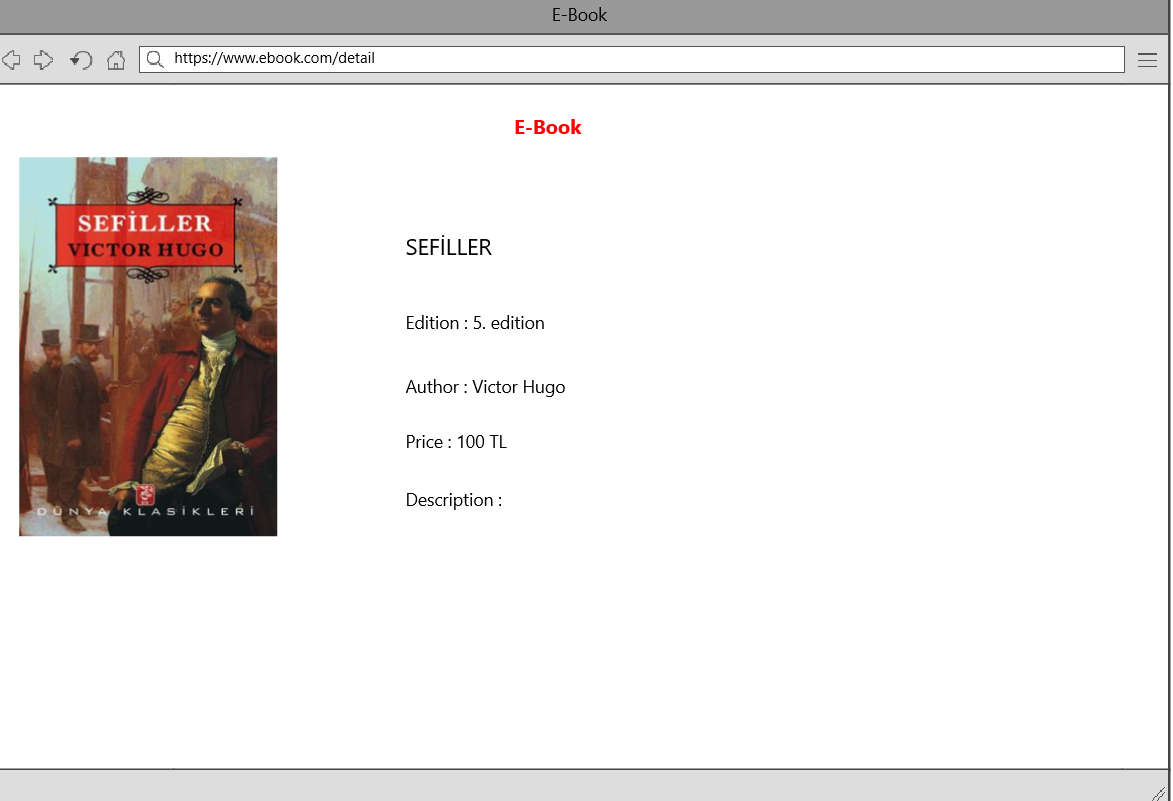 E-Book
https://www.ebook.com/detail
E-Book
SEFİLLER
VICTOR HUGO
DÜNYA KLASİKLERİ
SEFİLLER
Edition : 5. edition
Author : Victor Hugo
Price : 100 TL
Description :